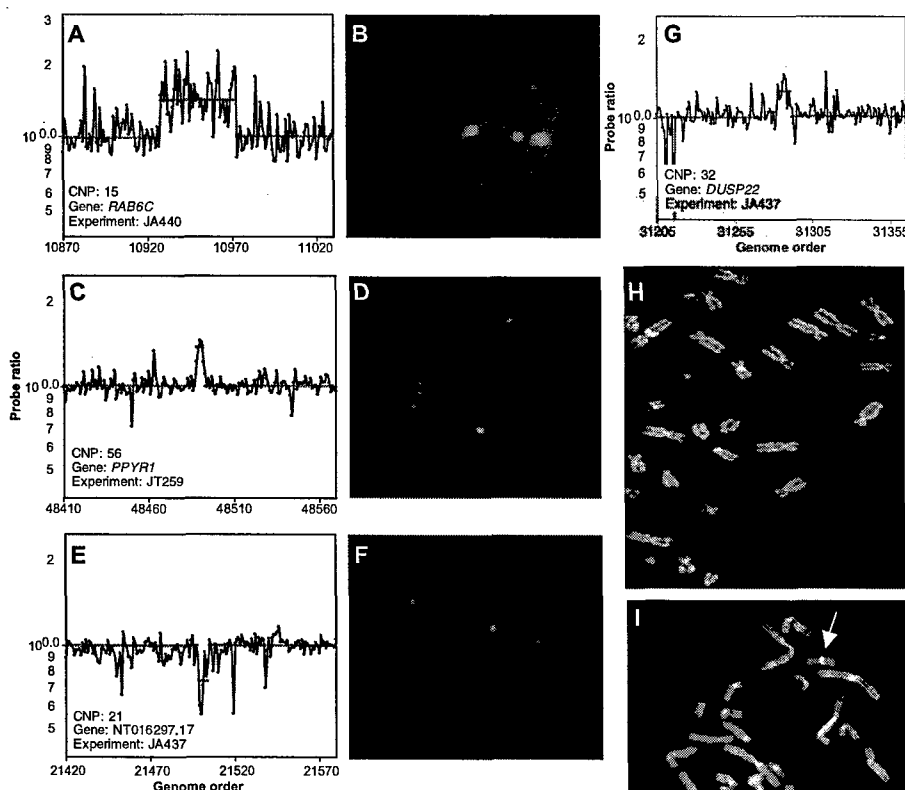 A
3
2
10^0.0
9
8
7
6
5
CNP: 15
Gene: RAB6C
Experiment: JA440
10870 10920 10970 11020
B
G
Probe ratio
2
10^0.0
9
8
7
6
5
CNP: 32
Gene: DUSP22
Experiment: JA437
31205 31255 31305 31355
Genome order
C
Probe ratio
2
10^0.0
9
8
7
6
5
CNP: 56
Gene: PPYR1
Experiment: JT259
48410 48460 48510 48560
D
H
E
2
10^0.0
9
8
7
6
5
CNP: 21
Gene: NT016297.17
Experiment: JA437
21420 21470 21520 21570
Genome order
F
I